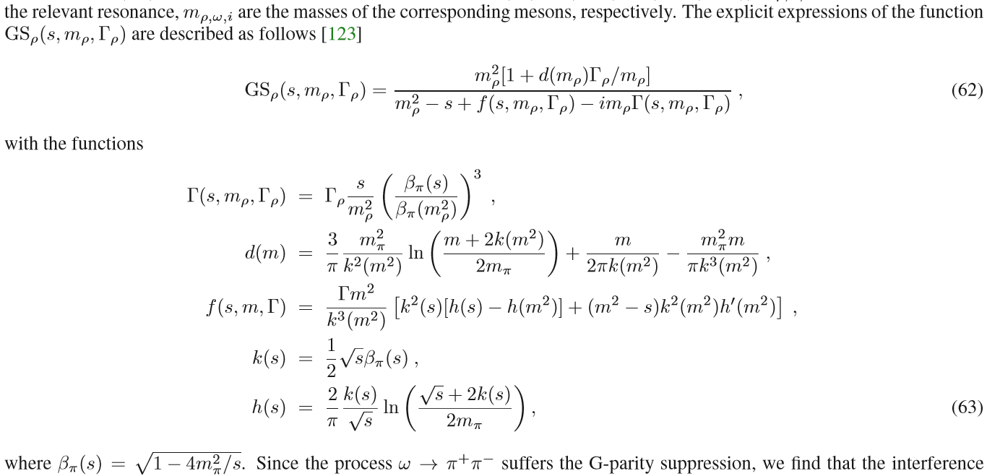 the relevant resonance, $m_{\rho,\omega,i}$ are the masses of the corresponding mesons, respectively. The explicit expressions of the function
$\mathrm{GS}_\rho(s, m_\rho, \Gamma_\rho)$ are described as follows [123]
$\mathrm{GS}_\rho(s, m_\rho, \Gamma_\rho) = \frac{m_\rho^2[1 + d(m_\rho)\Gamma_\rho/m_\rho]}{m_\rho^2 - s + f(s, m_\rho, \Gamma_\rho) - i m_\rho \Gamma(s, m_\rho, \Gamma_\rho)}\,,$ (62)
with the functions
$\Gamma(s, m_\rho, \Gamma_\rho) = \Gamma_\rho \frac{s}{m_\rho^2} \left( \frac{\beta_\pi(s)}{\beta_\pi(m_\rho^2)} \right)^3\,,$
$d(m) = \frac{3}{\pi} \frac{m_\pi^2}{k^2(m^2)} \ln \left( \frac{m + 2k(m^2)}{2m_\pi} \right) + \frac{m}{2\pi k(m^2)} - \frac{m_\pi^2 m}{\pi k^3(m^2)}\,,$
$f(s, m, \Gamma) = \frac{\Gamma m^2}{k^3(m^2)} \left[ k^2(s)[h(s) - h(m^2)] + (m^2 - s)k^2(m^2)h'(m^2) \right]\,,$
$k(s) = \frac{1}{2} \sqrt{s} \beta_\pi(s)\,,$
$h(s) = \frac{2}{\pi} \frac{k(s)}{\sqrt{s}} \ln \left( \frac{\sqrt{s} + 2k(s)}{2m_\pi} \right)\,,$ (63)
where $\beta_\pi(s) = \sqrt{1 - 4m_\pi^2/s}$. Since the process $\omega \to \pi^+\pi^-$ suffers the G-parity suppression, we find that the interference